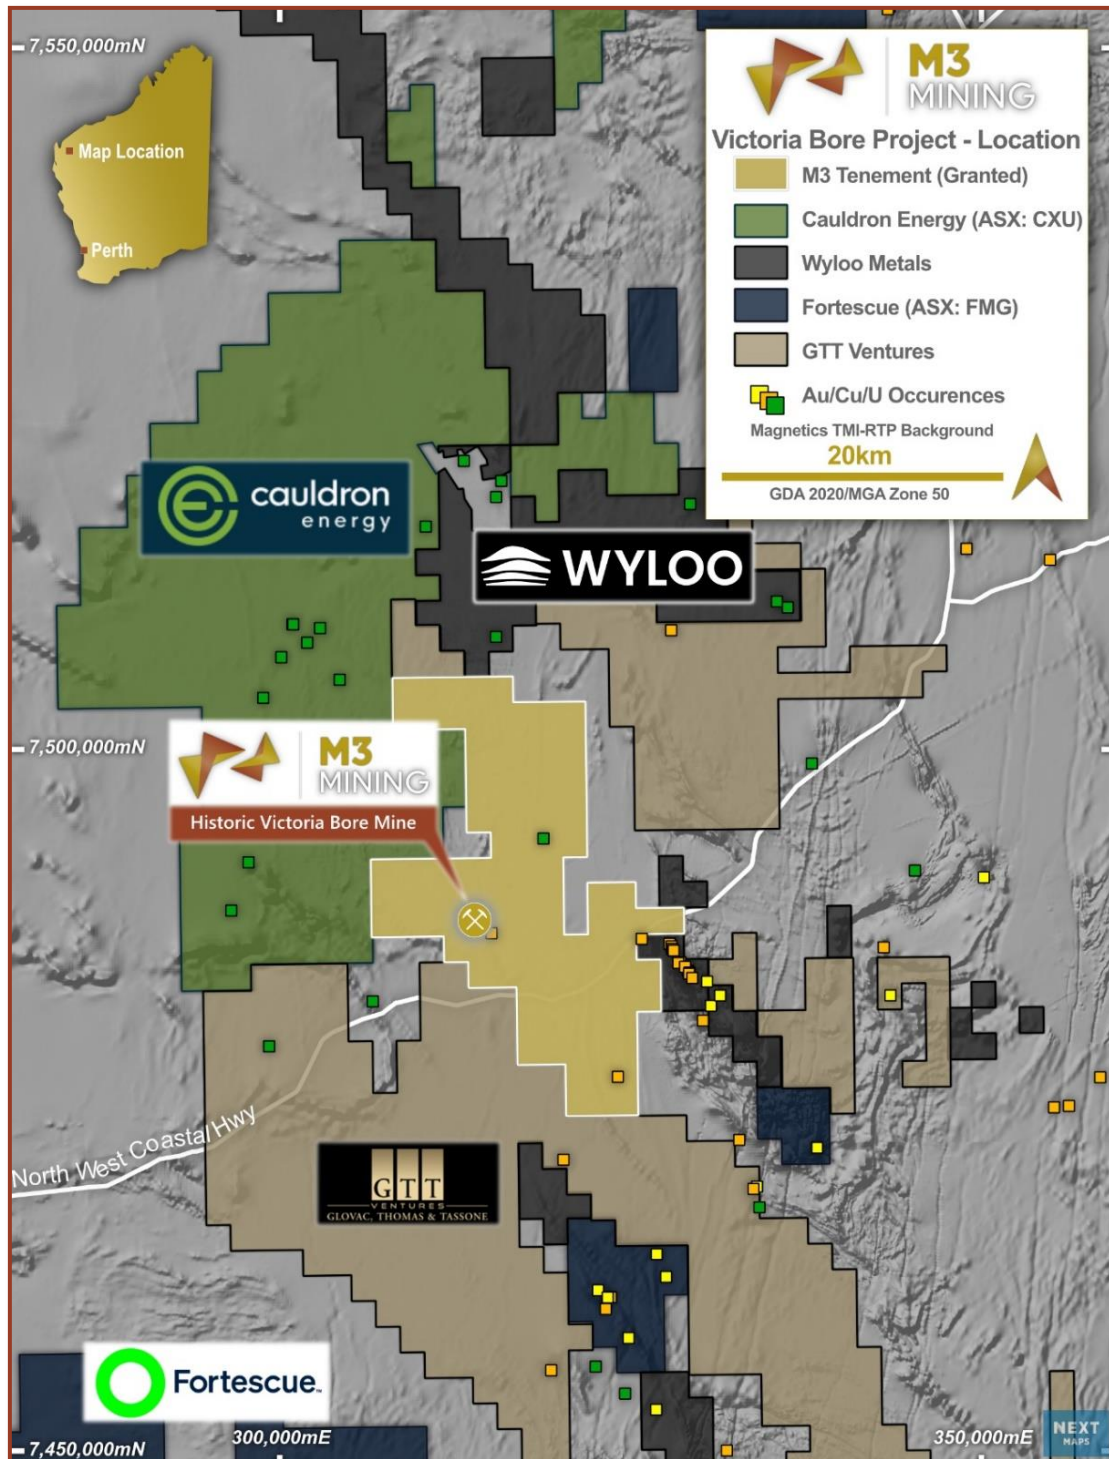 7,550,000mN
Map Location
Perth
M3
MINING
Victoria Bore Project - Location
M3 Tenement (Granted)
Cauldron Energy (ASX: CXU)
Wyloo Metals
Fortescue (ASX: FMG)
GTT Ventures
Au/Cu/U Occurences
Magnetics TMI-RTP Background
20km
GDA 2020/MGA Zone 50
cauldron
energy
WYLOO
7,500,000mN
M3
MINING
Historic Victoria Bore Mine
North West Coastal Hwy
GTT
VENTURES
GLOVAC, THOMAS & TASSONE
Fortescue™
7,450,000mN
300,000mE
350,000mE
NEXT
MAPS